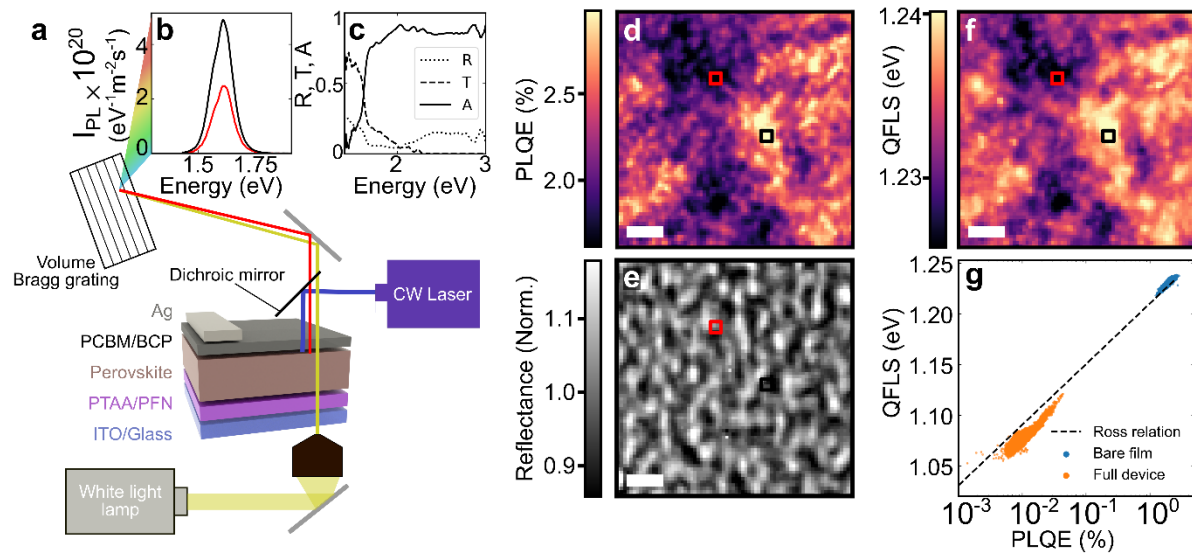 a
Volume
Bragg grating
Dichroic mirror
CW Laser
Ag
PCBM/BCP
Perovskite
PTAA/PFN
ITO/Glass
White light
lamp
b
I_PL × 10^20
(eV^-1m^-2s^-1)
4
2
0
1.5
1.75
Energy (eV)
c
R, T, A
1
0.5
0
R
T
A
2
3
Energy (eV)
d
PLQE (%)
2.5
2.0
e
Reflectance (Norm.)
1.1
1.0
0.9
f
QFLS (eV)
1.24
1.23
g
QFLS (eV)
1.25
1.20
1.15
1.10
1.05
Ross relation
Bare film
Full device
10^-3
10^-2
10^-1
10^0
PLQE (%)